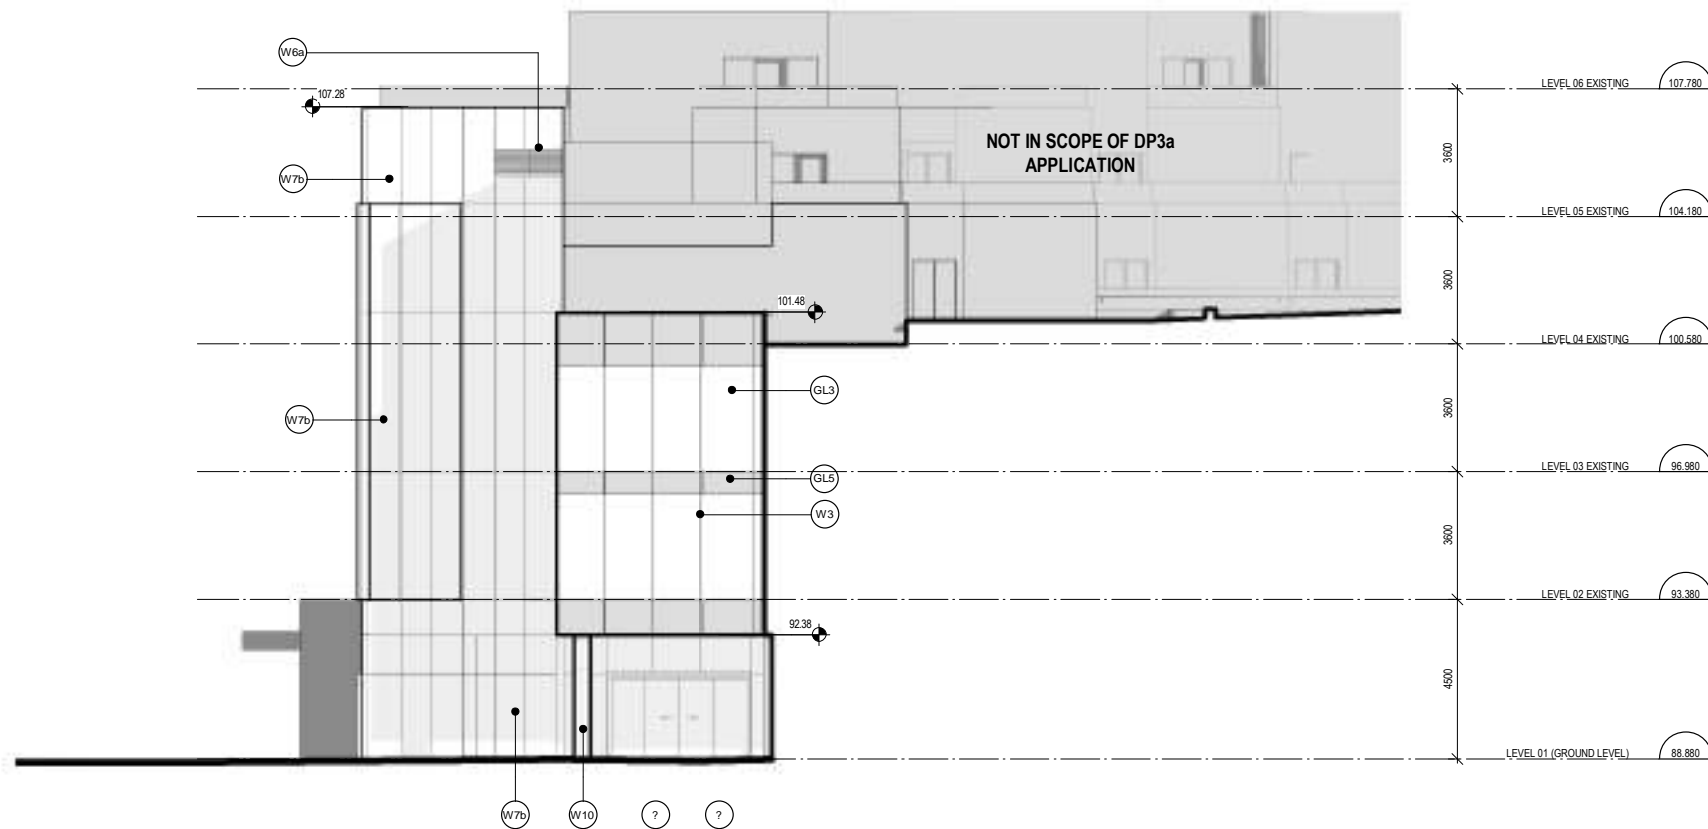 W6a
107.28
LEVEL 06 EXISTING 107.780
NOT IN SCOPE OF DP3a
APPLICATION
3600
W7b
LEVEL 05 EXISTING 104.180
3600
101.48
LEVEL 04 EXISTING 100.580
GL3
3600
W7b
LEVEL 03 EXISTING 96.980
GL5
W3
3600
LEVEL 02 EXISTING 93.380
92.38
4500
LEVEL 01 (GROUND LEVEL) 88.880
W7b W10 ? ?